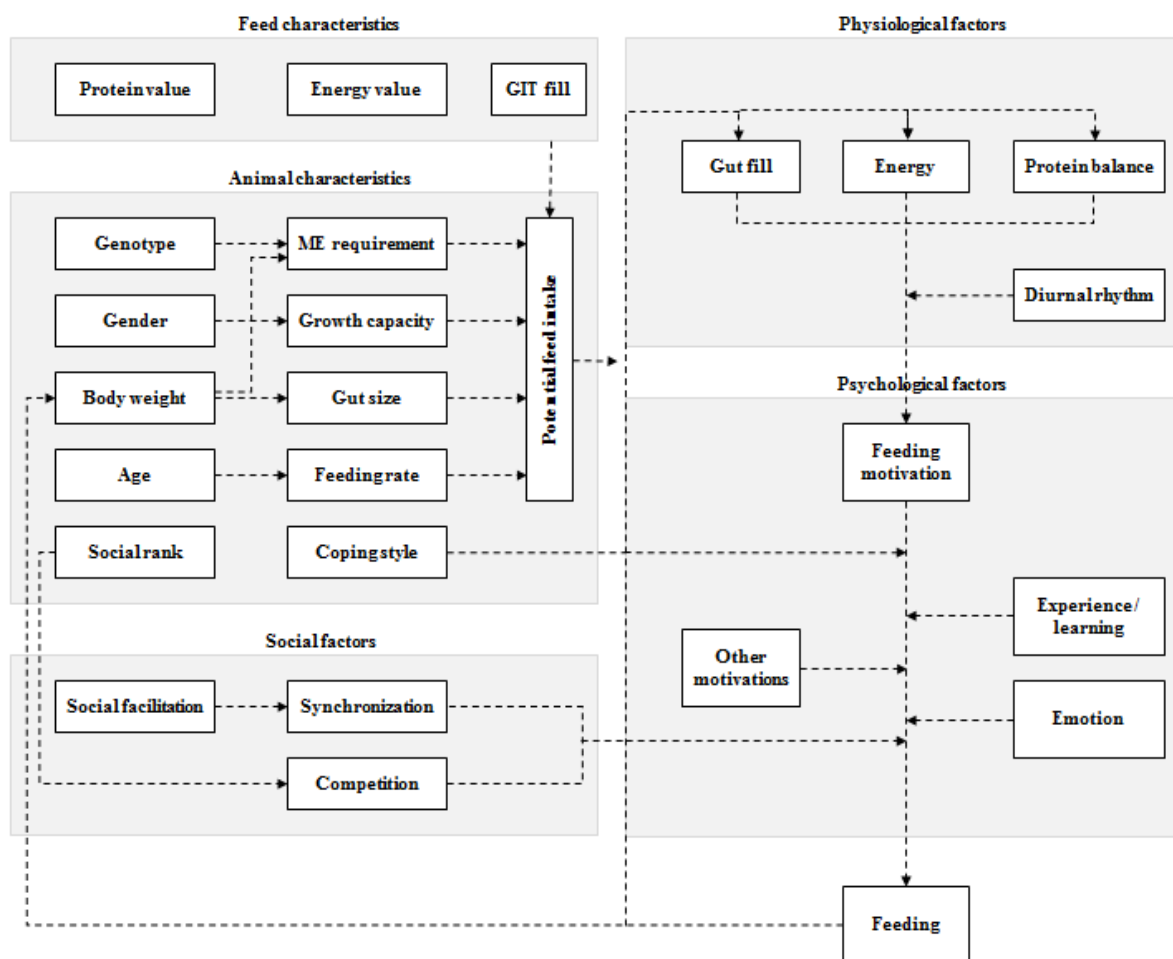 Feed characteristics
Protein value
Energy value
GIT fill
Animal characteristics
Genotype
ME requirement
Gender
Growth capacity
Body weight
Gut size
Age
Feeding rate
Social rank
Coping style
Potential feed intake
Social factors
Social facilitation
Synchronization
Competition
Physiological factors
Gut fill
Energy
Protein balance
Diurnal rhythm
Psychological factors
Feeding
motivation
Experience/
learning
Other
motivations
Emotion
Feeding